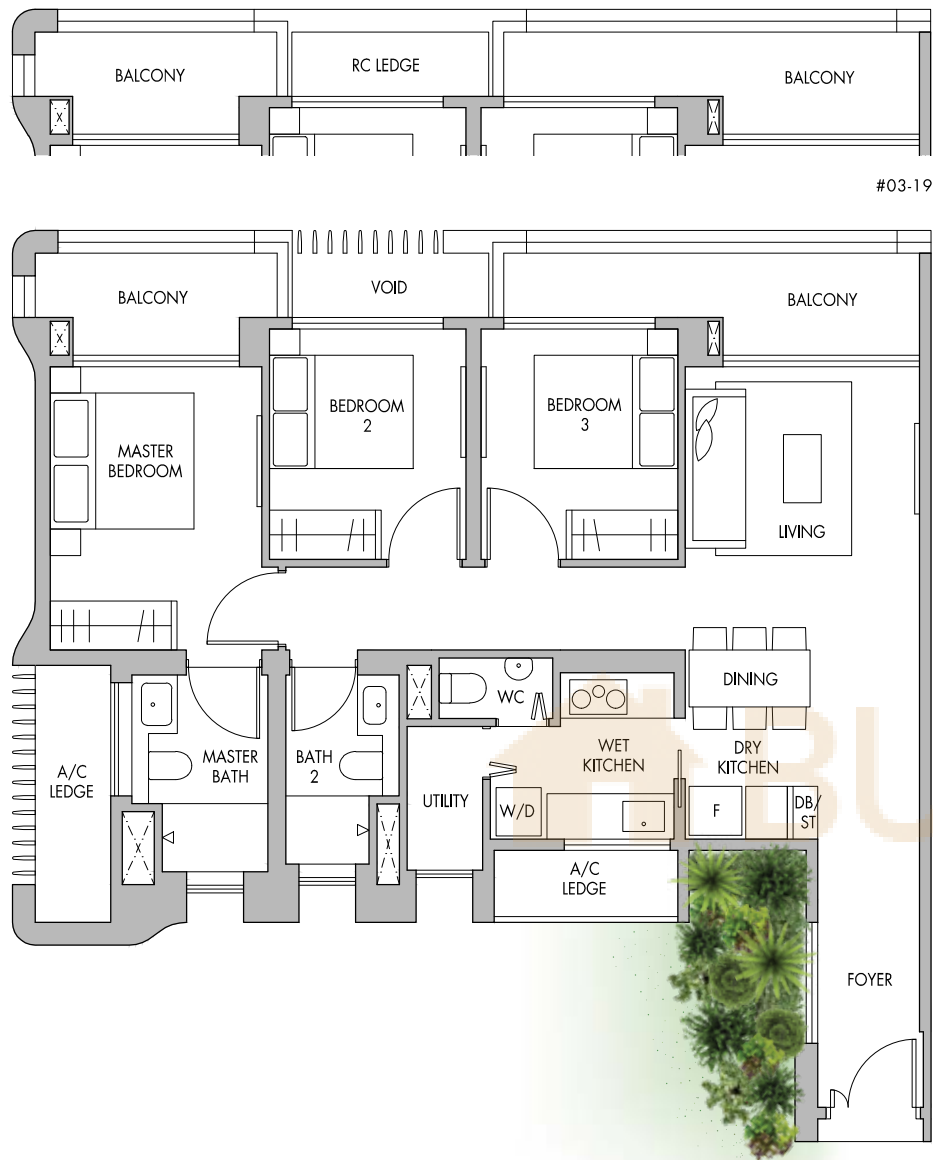 BALCONY
RC LEDGE
BALCONY
#03-19
BALCONY
VOID
BALCONY
MASTER
BEDROOM
BEDROOM
2
BEDROOM
3
LIVING
A/C
LEDGE
MASTER
BATH
BATH
2
WC
UTILITY
WET
KITCHEN
W/D
DINING
DRY
KITCHEN
F
DB/
ST
A/C
LEDGE
FOYER
BU